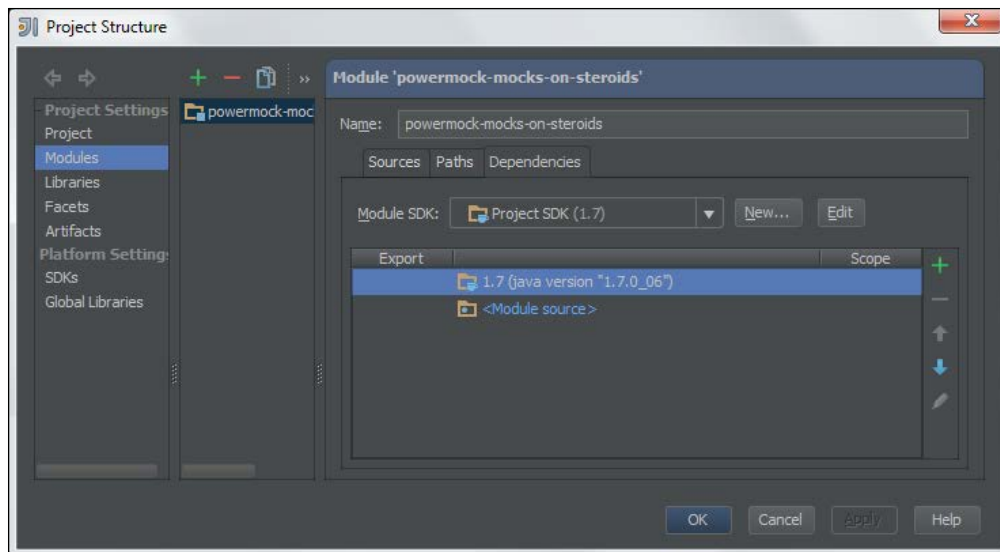 Project Structure
»
Module 'powermock-mocks-on-steroids'
Project Settings
Project
Modules
Libraries
Facets
Artifacts
Platform Setting
SDKs
Global Libraries
powermock-moc
Name: powermock-mocks-on-steroids
Sources Paths Dependencies
Module SDK: Project SDK (1.7) New... Edit
Export Scope
1.7 (java version "1.7.0_06")
<Module source>
OK Cancel Apply Help